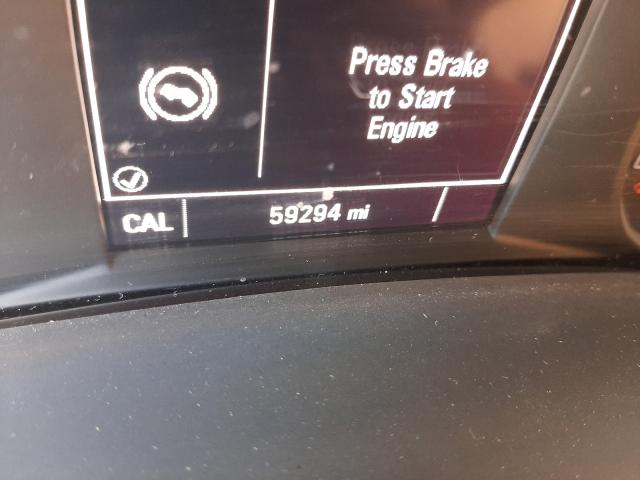 Press Brake
to Start
Engine
CAL
59294 mi